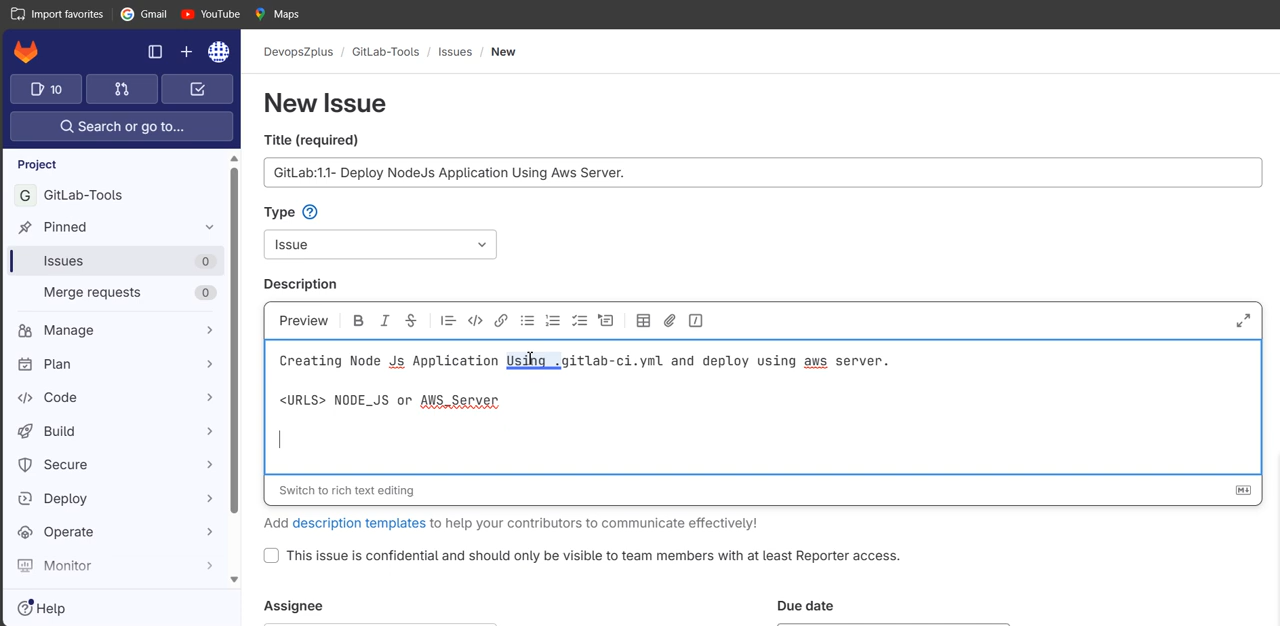 Import favorites
Gmail
YouTube
Maps
10
Search or go to...
Project
G
GitLab-Tools
Pinned
Issues
0
Merge requests
0
Manage
Plan
Code
Build
Secure
Deploy
Operate
Monitor
Help
DevopsZplus / GitLab-Tools / Issues / New
New Issue
Title (required)
GitLab:1.1- Deploy NodeJs Application Using Aws Server.
Type
Issue
Description
Preview
Creating Node Js Application Using .gitlab-ci.yml and deploy using aws server.
<URLS> NODE_JS or AWS_Server
Switch to rich text editing
Add description templates to help your contributors to communicate effectively!
This issue is confidential and should only be visible to team members with at least Reporter access.
Assignee
Due date